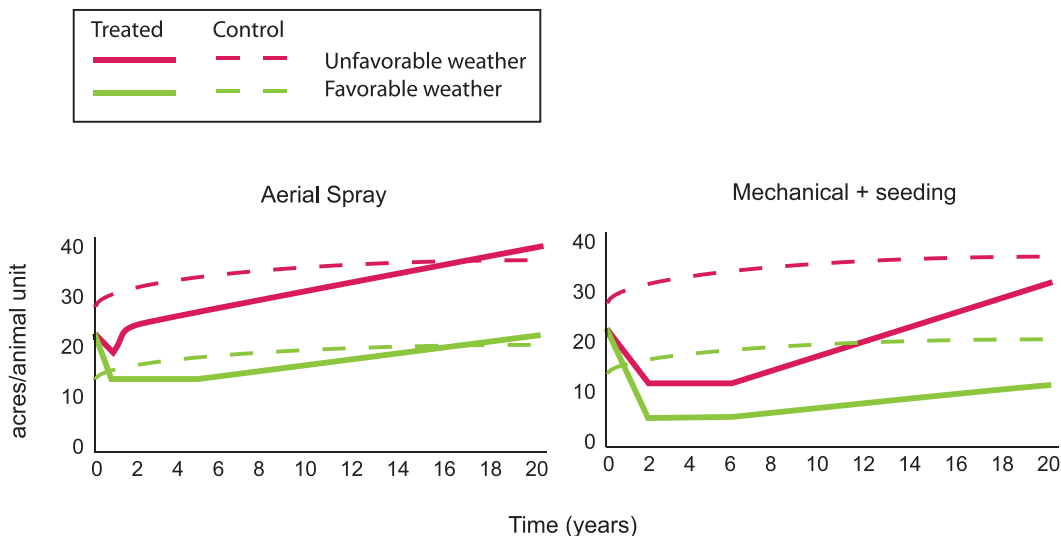 Treated Control
Unfavorable weather
Favorable weather
Aerial Spray
Mechanical + seeding
acres/animal unit
40
30
20
10
0
0 2 4 6 8 10 12 14 16 18 20
40
30
20
10
0
0 2 4 6 8 10 12 14 16 18 20
Time (years)